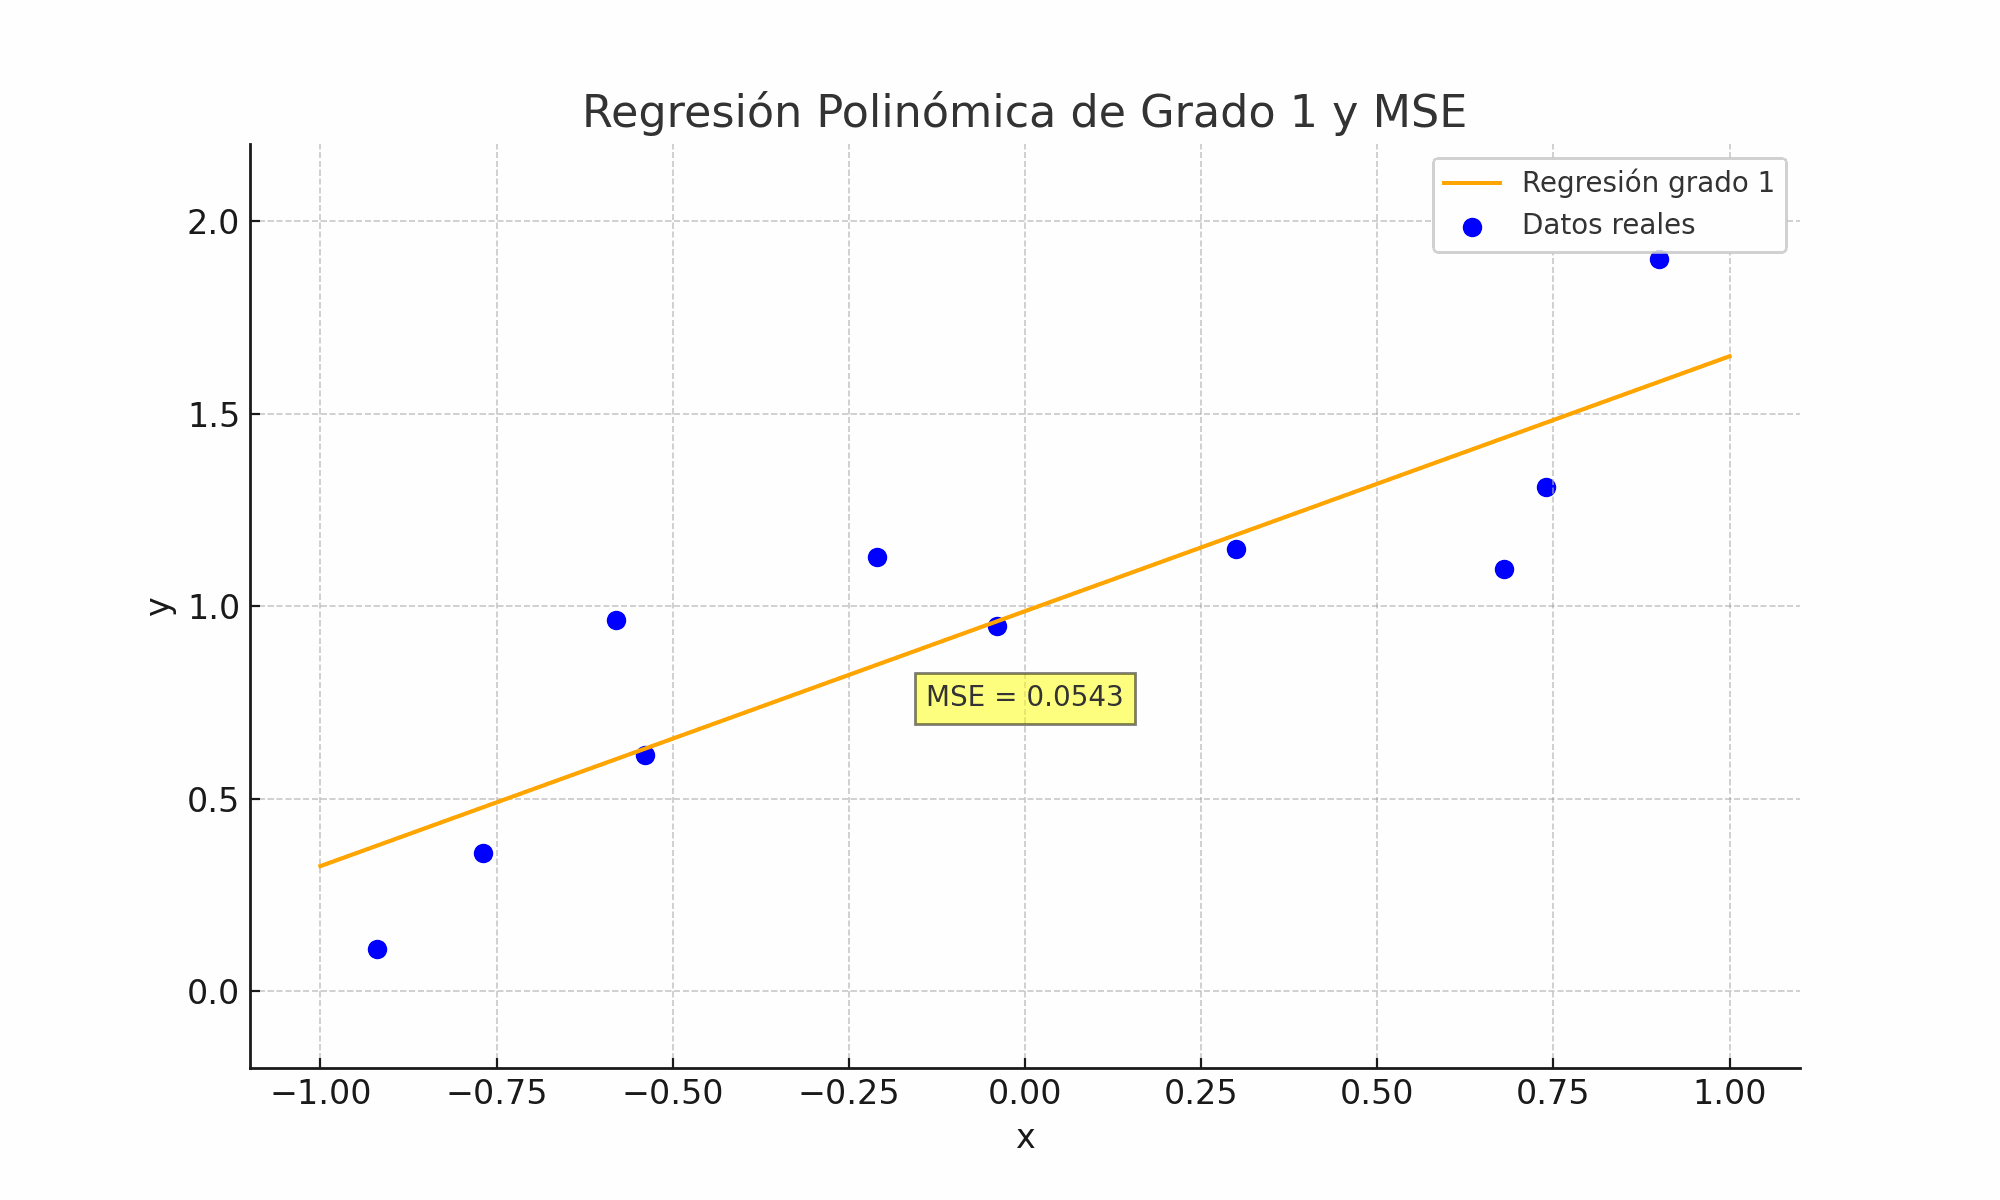 Regresión Polinómica de Grado 1 y MSE
Regresión grado 1
Datos reales
2.0
1.5
1.0
0.5
0.0
y
MSE = 0.0543
−1.00 −0.75 −0.50 −0.25 0.00 0.25 0.50 0.75 1.00
x